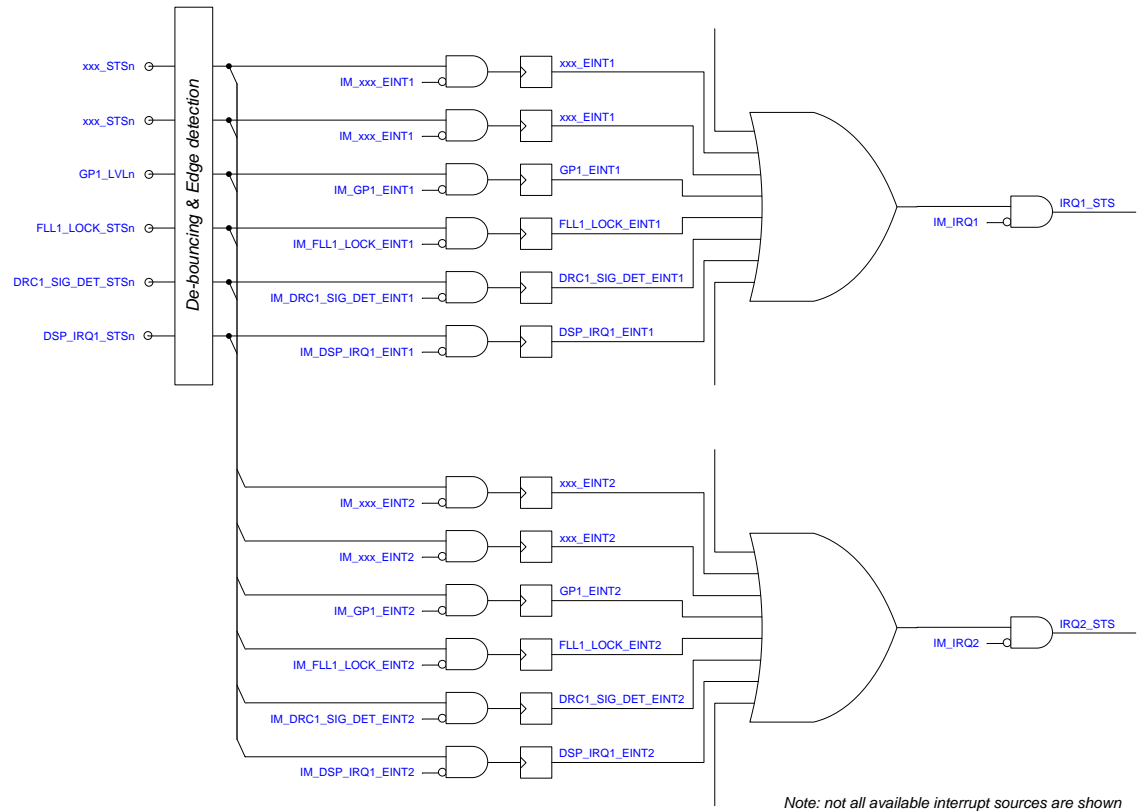 xxx_STSn
xxx_STSn
GP1_LVLn
FLL1_LOCK_STSn
DRC1_SIG_DET_STSn
DSP_IRQ1_STSn
De-bouncing & Edge detection
IM_xxx_EINT1
xxx_EINT1
IM_xxx_EINT1
xxx_EINT1
IM_GP1_EINT1
GP1_EINT1
IM_FLL1_LOCK_EINT1
FLL1_LOCK_EINT1
IM_DRC1_SIG_DET_EINT1
DRC1_SIG_DET_EINT1
IM_DSP_IRQ1_EINT1
DSP_IRQ1_EINT1
IM_IRQ1
IRQ1_STS
IM_xxx_EINT2
xxx_EINT2
IM_xxx_EINT2
xxx_EINT2
IM_GP1_EINT2
GP1_EINT2
IM_FLL1_LOCK_EINT2
FLL1_LOCK_EINT2
IM_DRC1_SIG_DET_EINT2
DRC1_SIG_DET_EINT2
IM_DSP_IRQ1_EINT2
DSP_IRQ1_EINT2
IM_IRQ2
IRQ2_STS
Note: not all available interrupt sources are shown